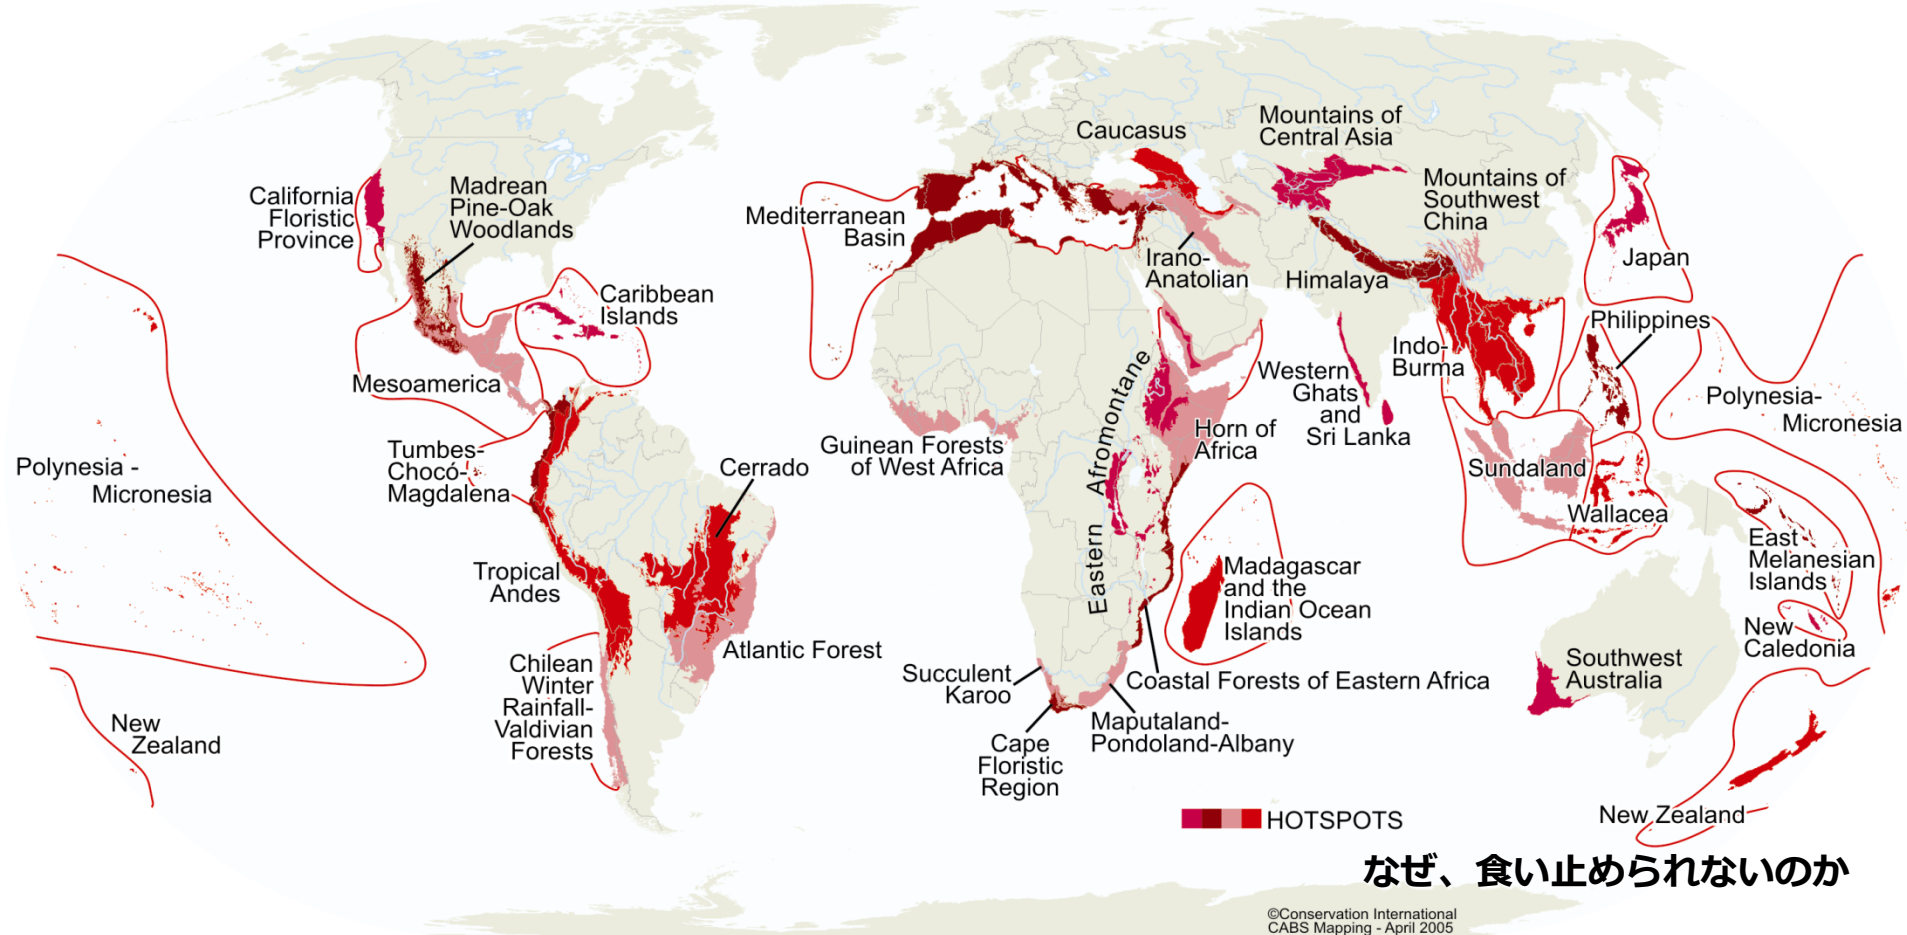 Mountains of
Central Asia
Caucasus
Mountains of
Southwest
China
California
Floristic
Province
Madrean
Pine-Oak
Woodlands
Mediterranean
Basin
Irano-
Anatolian
Himalaya
Japan
Caribbean
Islands
Philippines
Mesoamerica
Indo-
Burma
Western
Ghats
and
Sri Lanka
Polynesia-
Micronesia
Guinean Forests
of West Africa
Eastern Afromontane
Horn of
Africa
Tumbes-
Chocó-
Magdalena
Polynesia -
Micronesia
Cerrado
Sundaland
Wallacea
East
Melanesian
Islands
Tropical
Andes
Madagascar
and the
Indian Ocean
Islands
New
Caledonia
Atlantic Forest
Chilean
Winter
Rainfall-
Valdivian
Forests
Succulent
Karoo
Coastal Forests of Eastern Africa
Southwest
Australia
Maputaland-
Pondoland-Albany
Cape
Floristic
Region
New
Zealand
New Zealand
HOTSPOTS
なぜ、食い止められないのか
©Conservation International
CABS Mapping - April 2005